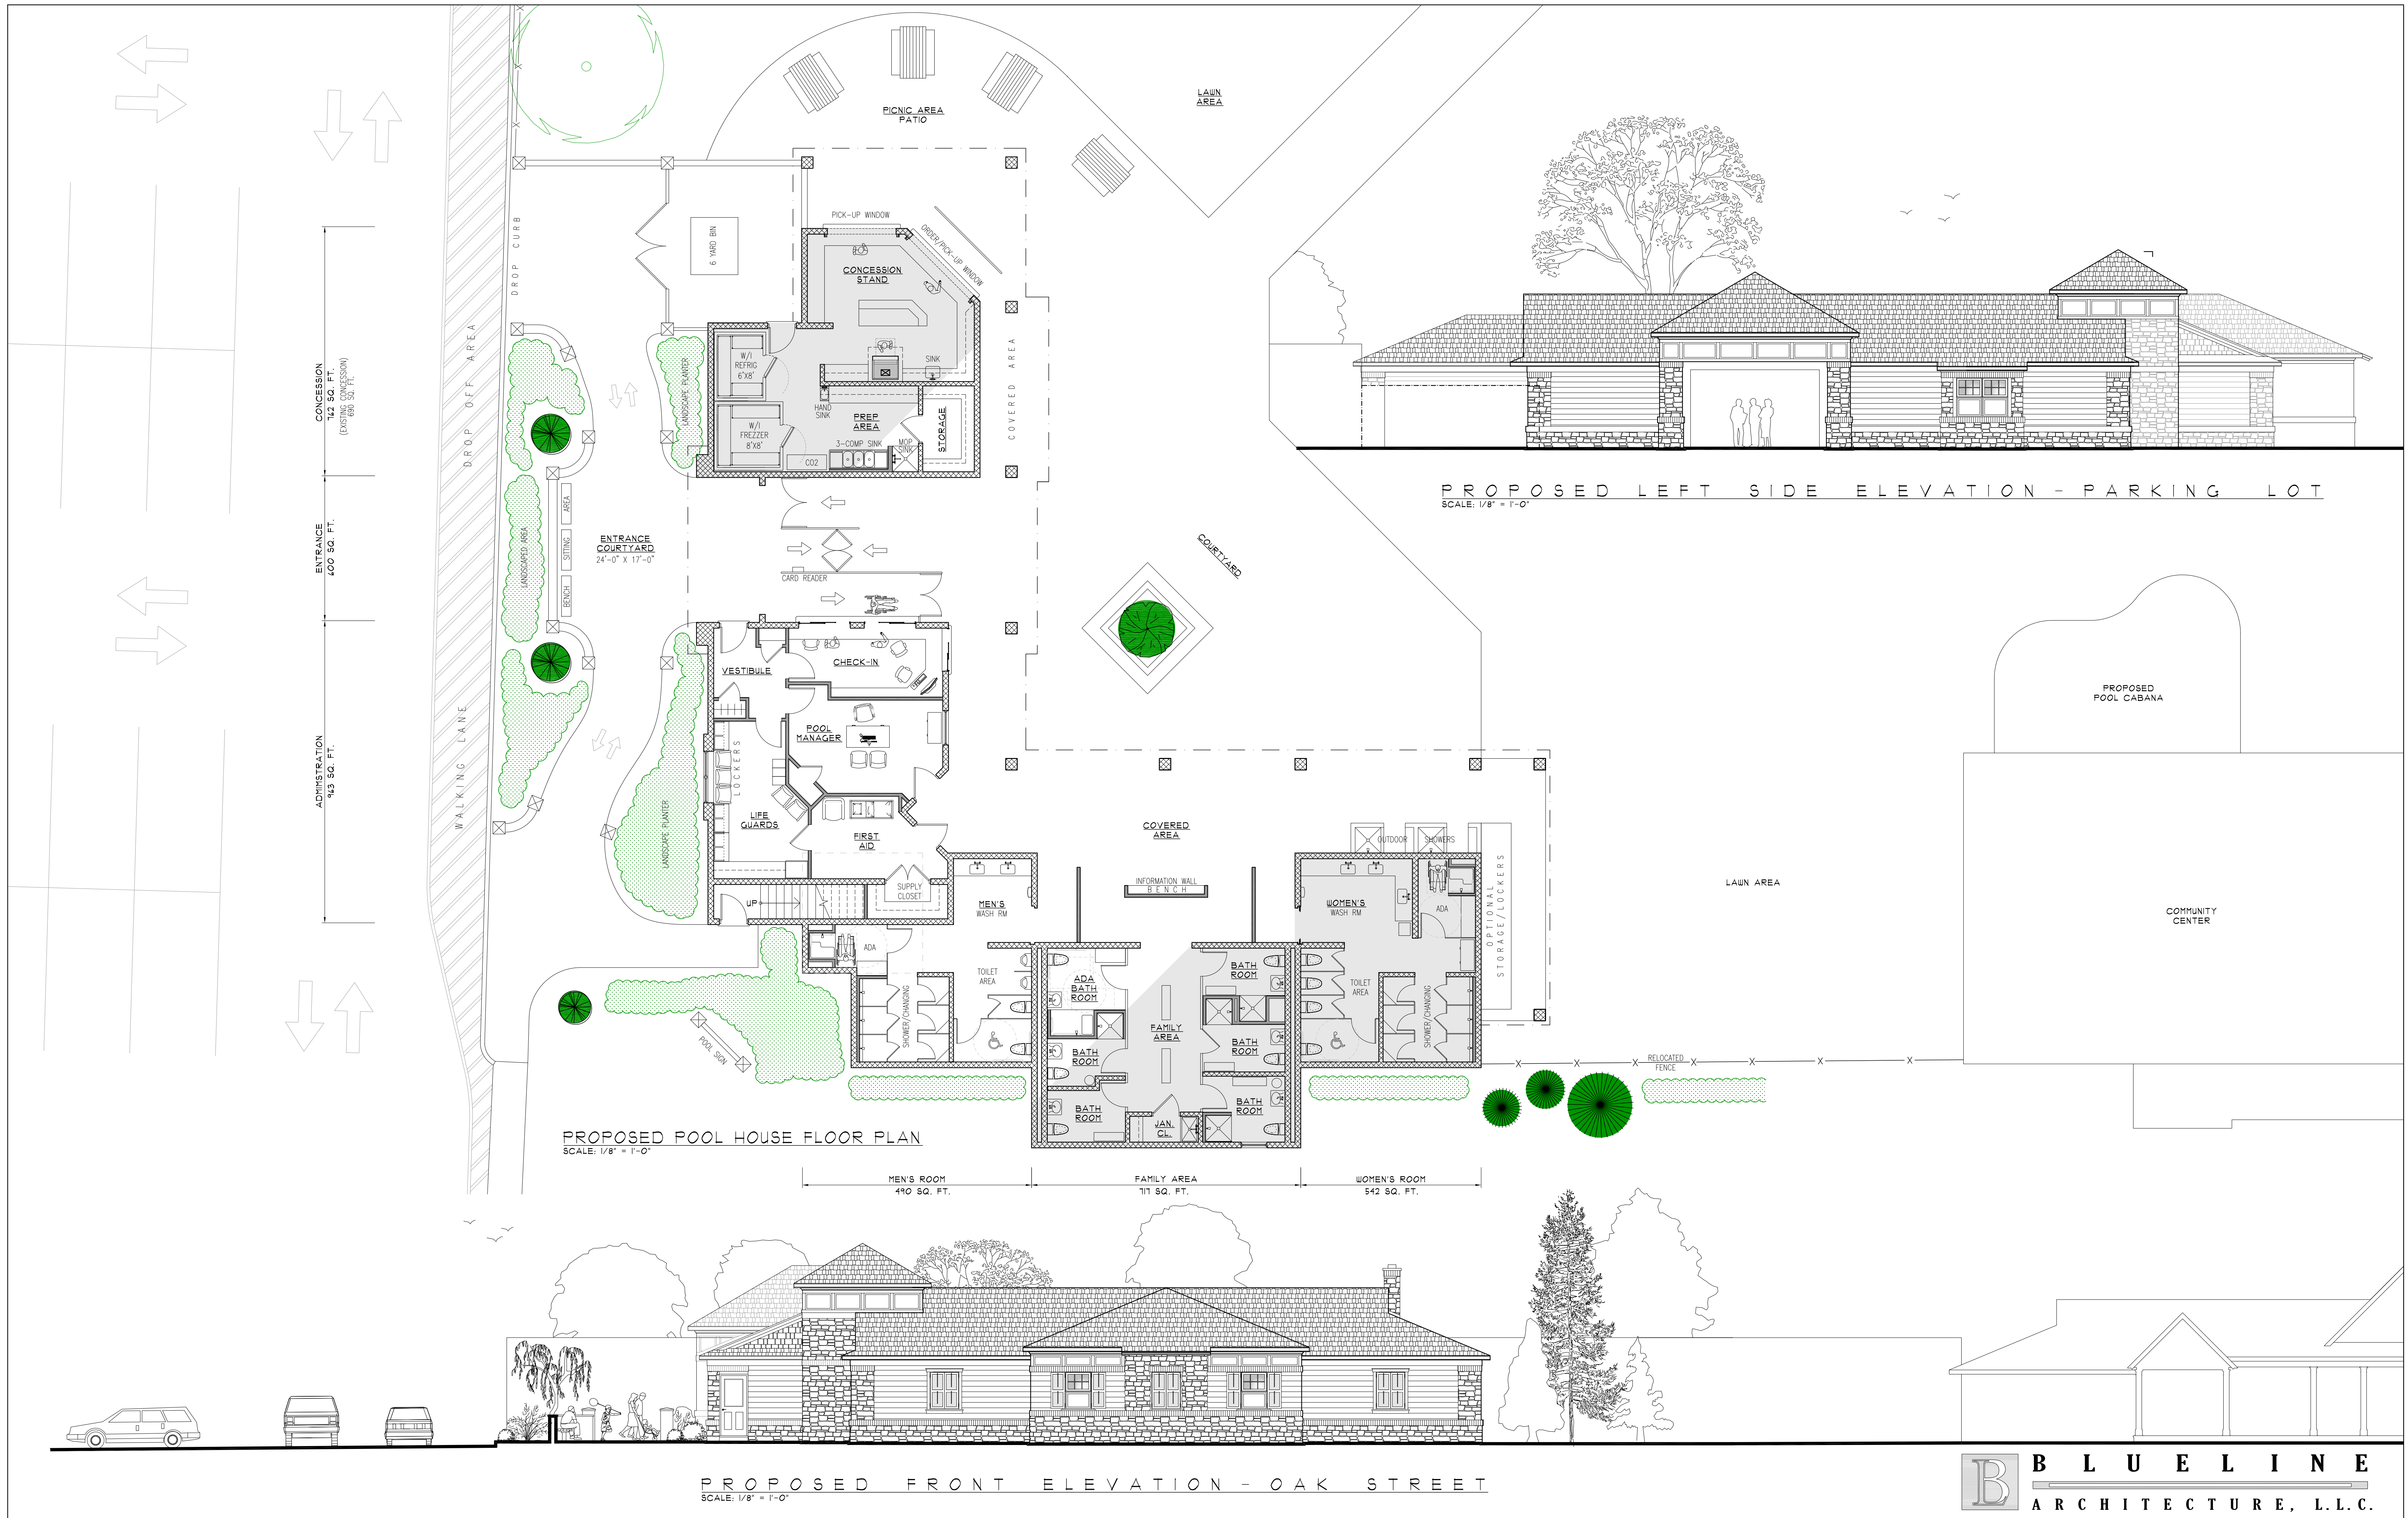 PICNIC AREA
PATIO
LAWN
AREA
PICK-UP WINDOW
ORDER/PICK-UP WINDOW
6 YARD BIN
CONCESSION
STAND
DROP CURB
DROP OFF AREA
WALKING LANE
CONCESSION
762 SQ. FT.
(EXISTING CONCESSION)
690 SQ. FT.
ENTRANCE
600 SQ. FT.
ADMIMSTRATION
963 SQ. FT.
LANDSCAPE PLANTER
W/I
REFRIG
6'X8'
SINK
COVERED AREA
HAND
SINK
PREP
AREA
STORAGE
W/I
FREZZER
8'X8'
3-COMP SINK
MOP
SINK
CO2
LANDSCAPED AREA
BENCH SITTING AREA
ENTRANCE
COURTYARD
24'-0" X 17'-0"
CARD READER
COURTYARD
VESTIBULE
CHECK-IN
POOL
MANAGER
LOCKERS
LIFE
GUARDS
FIRST
AID
LANDSCAPE PLANTER
SUPPLY
CLOSET
UP
COVERED
AREA
INFORMATION WALL
BENCH
OUTDOOR SHOWERS
OPTIONAL
STORAGE/LOCKERS
MEN'S
WASH RM
WOMEN'S
WASH RM
ADA
ADA
TOILET
AREA
SHOWER/CHANGING
ADA
BATH
ROOM
BATH
ROOM
BATH
ROOM
FAMILY
AREA
BATH
ROOM
BATH
ROOM
BATH
ROOM
JAN.
CL.
TOILET
AREA
SHOWER/CHANGING
POOL SIGN
X
X
X
X
X
X
X
X
X
X
X
RELOCATED
FENCE
LAWN AREA
PROPOSED
POOL CABANA
COMMUNITY
CENTER
PROPOSED LEFT SIDE ELEVATION - PARKING LOT
SCALE: 1/8" = 1'-0"
PROPOSED POOL HOUSE FLOOR PLAN
SCALE: 1/8" = 1'-0"
MEN'S ROOM
490 SQ. FT.
FAMILY AREA
717 SQ. FT.
WOMEN'S ROOM
542 SQ. FT.
PROPOSED FRONT ELEVATION - OAK STREET
SCALE: 1/8" = 1'-0"
B
BLUELINE
ARCHITECTURE, L.L.C.